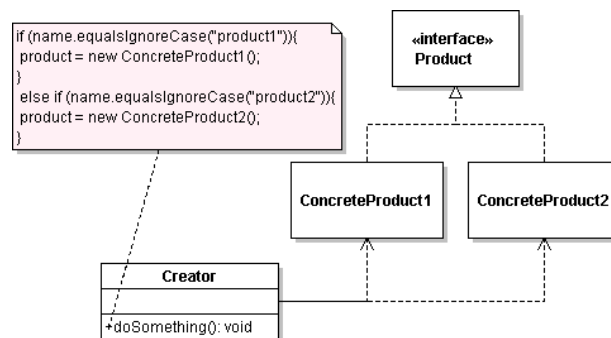 if (name.equalsIgnoreCase("product1")){
product = new ConcreteProduct1();
}
else if (name.equalsIgnoreCase("product2")){
product = new ConcreteProduct2();
}
«interface»
Product
ConcreteProduct1
ConcreteProduct2
Creator
+doSomething(): void